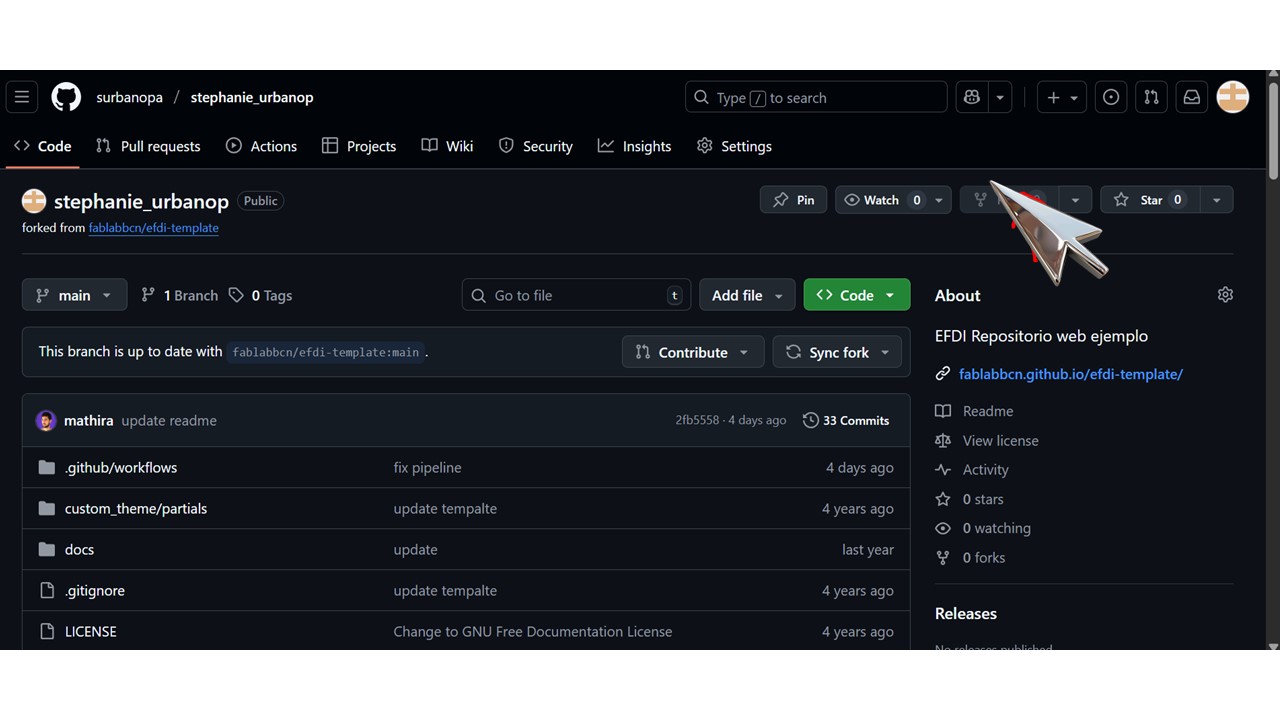 surbanopa / stephanie_urbanop
Type / to search
Code Pull requests Actions Projects Wiki Security Insights Settings
stephanie_urbanop Public
Pin Watch 0 Star 0
forked from fablabbcn/efdi-template
main 1 Branch 0 Tags Go to file t Add file Code
About
EFDI Repositorio web ejemplo
This branch is up to date with fablabbcn/efdi-template:main. Contribute Sync fork
fablabbcn.github.io/efdi-template/
Readme
mathira update readme 2fb5558 · 4 days ago 33 Commits
View license
.github/workflows fix pipeline 4 days ago
Activity
0 stars
custom_theme/partials update tempalte 4 years ago
0 watching
docs update last year
0 forks
.gitignore update tempalte 4 years ago
Releases
LICENSE Change to GNU Free Documentation License 4 years ago
No releases published